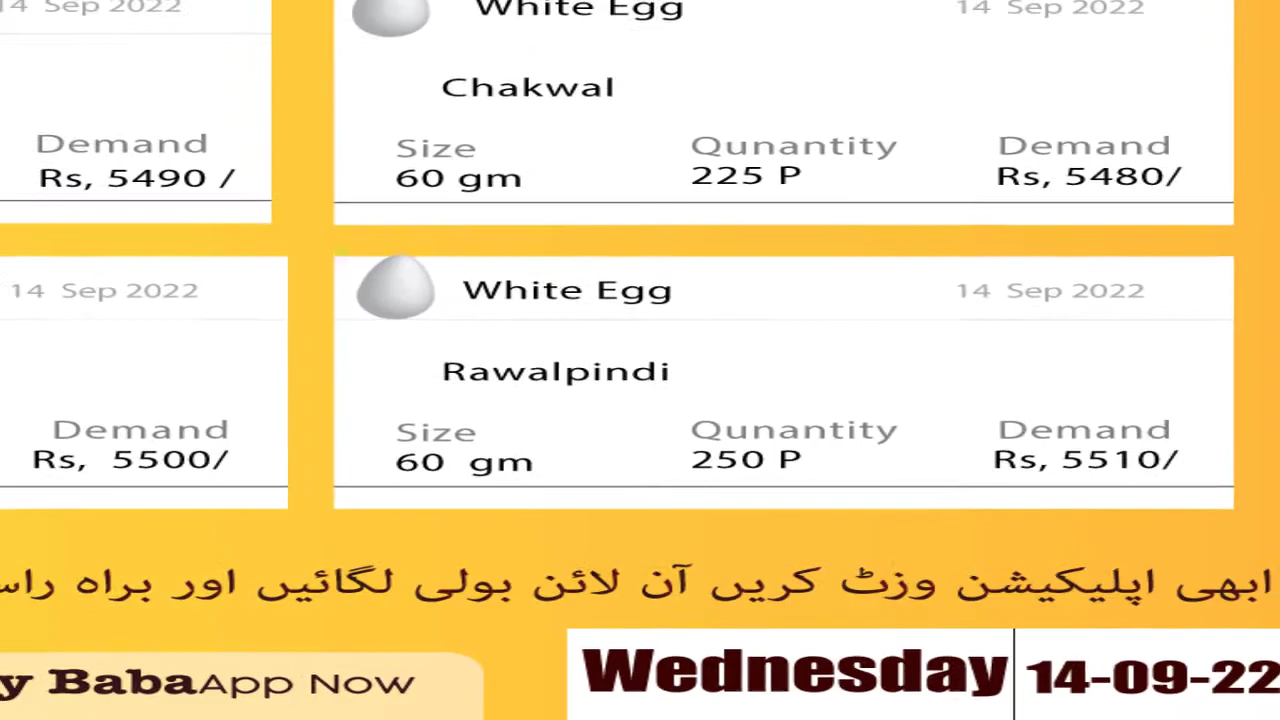 14 Sep 2022
Demand
Rs, 5490 /
White Egg 14 Sep 2022
Chakwal
Size Qunantity Demand
60 gm 225 P Rs, 5480/
14 Sep 2022
Demand
Rs, 5500/
White Egg 14 Sep 2022
Rawalpindi
Size Qunantity Demand
60 gm 250 P Rs, 5510/
ابھی اپلیکیشن وزٹ کریں آن لائن بولی لگائیں اور براہ
Baba App Now
Wednesday 14-09-22